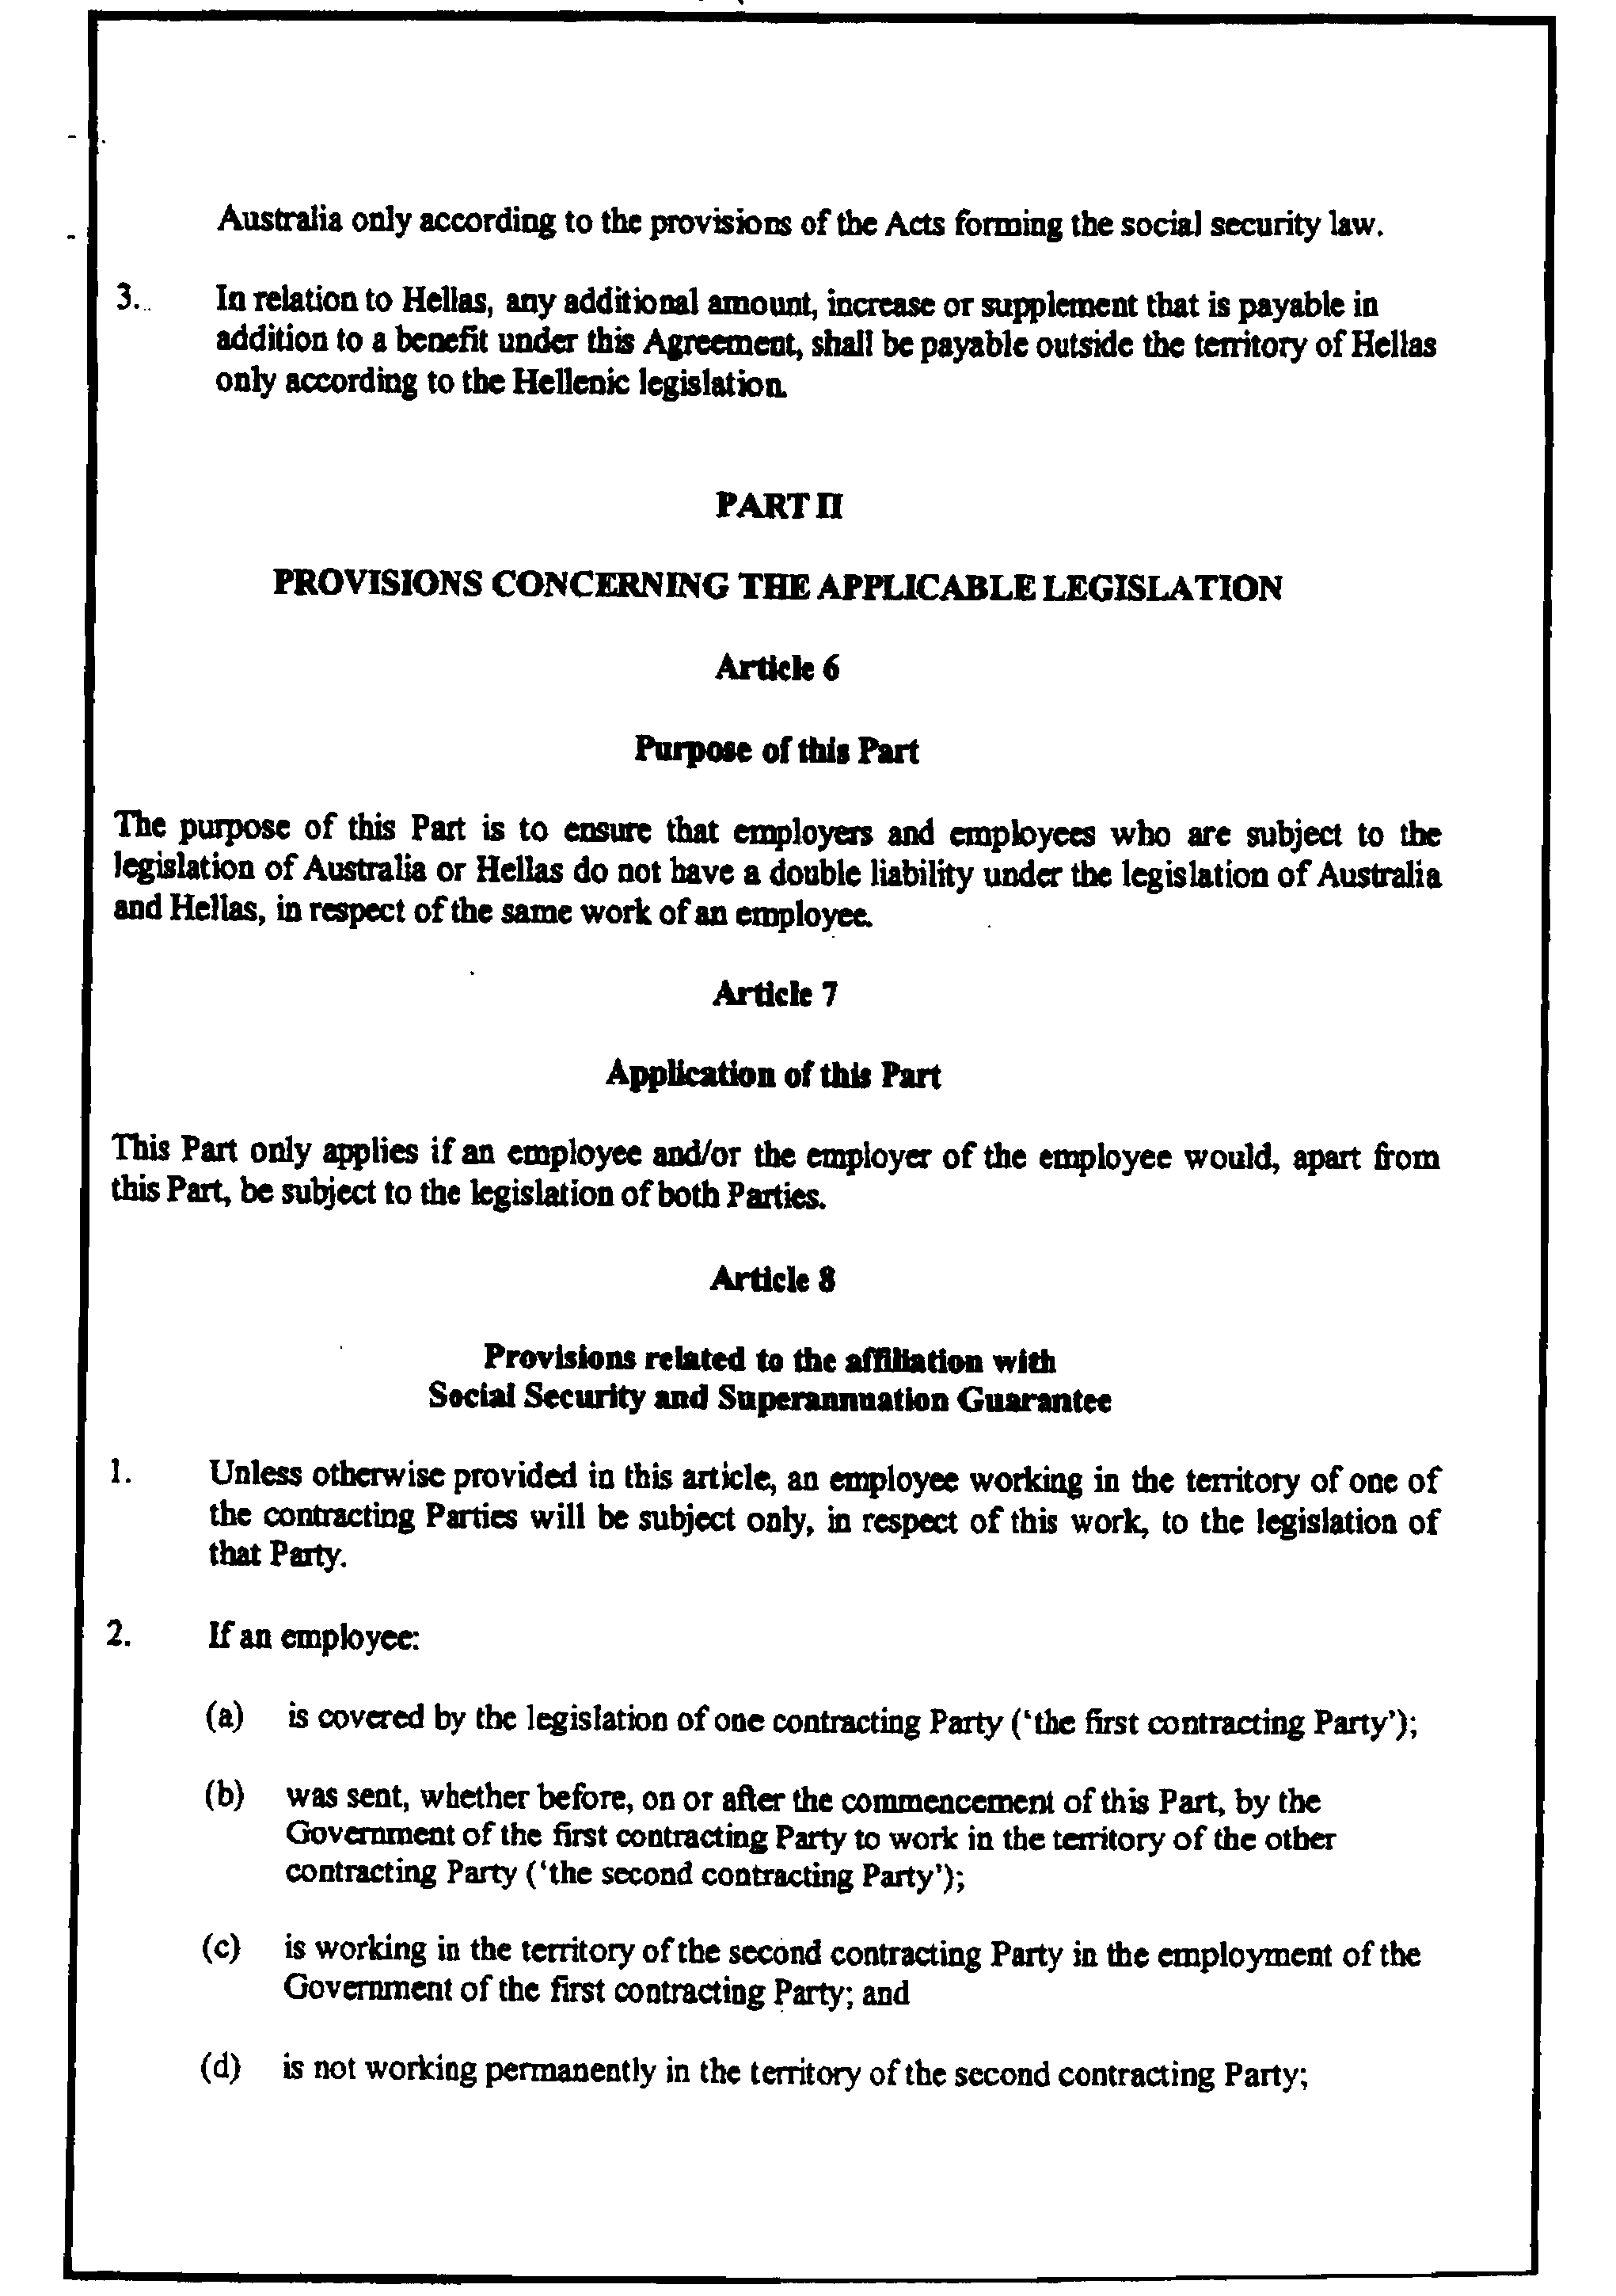 Australia only according to the provisions of the Acts forming the social security law.
3. In relation to Hellas, any additional amount, increase or supplement that is payable in
addition to a benefit under this Agreement, shall be payable outside the territory of Hellas
only according to the Hellenic legislation.
PART II
PROVISIONS CONCERNING THE APPLICABLE LEGISLATION
Article 6
Purpose of this Part
The purpose of this Part is to ensure that employers and employees who are subject to the
legislation of Australia or Hellas do not have a double liability under the legislation of Australia
and Hellas, in respect of the same work of an employee.
Article 7
Application of this Part
This Part only applies if an employee and/or the employer of the employee would, apart from
this Part, be subject to the legislation of both Parties.
Article 8
Provisions related to the affiliation with
Social Security and Superannuation Guarantee
1. Unless otherwise provided in this article, an employee working in the territory of one of
the contracting Parties will be subject only, in respect of this work, to the legislation of
that Party.
2. If an employee:
(a) is covered by the legislation of one contracting Party (‘the first contracting Party’);
(b) was sent, whether before, on or after the commencement of this Part, by the
Government of the first contracting Party to work in the territory of the other
contracting Party (‘the second contracting Party’);
(c) is working in the territory of the second contracting Party in the employment of the
Government of the first contracting Party; and
(d) is not working permanently in the territory of the second contracting Party;